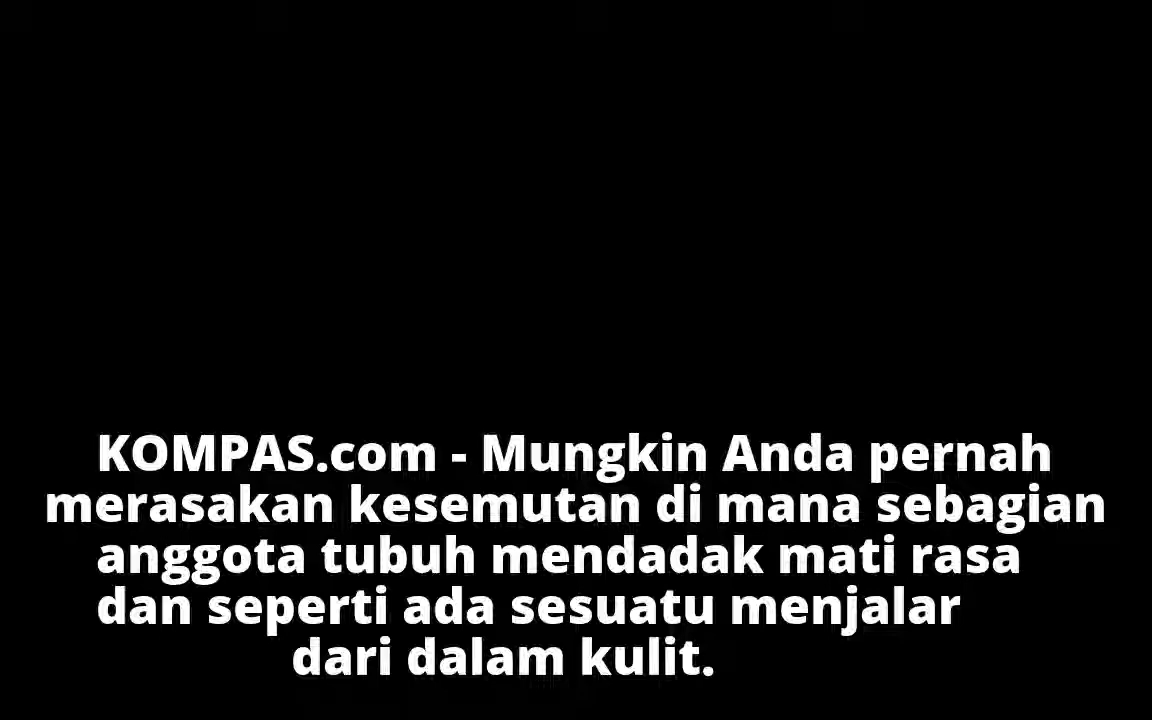 KOMPAS.com - Mungkin Anda pernah
merasakan kesemutan di mana sebagian
anggota tubuh mendadak mati rasa
dan seperti ada sesuatu menjalar
dari dalam kulit.